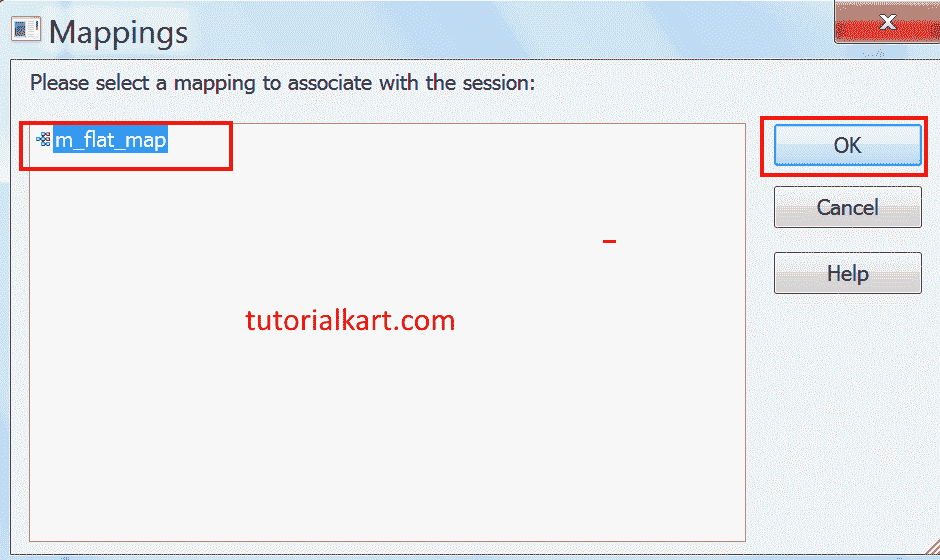 Mappings
Please select a mapping to associate with the session:
m_flat_map
OK
Cancel
Help
tutorialkart.com